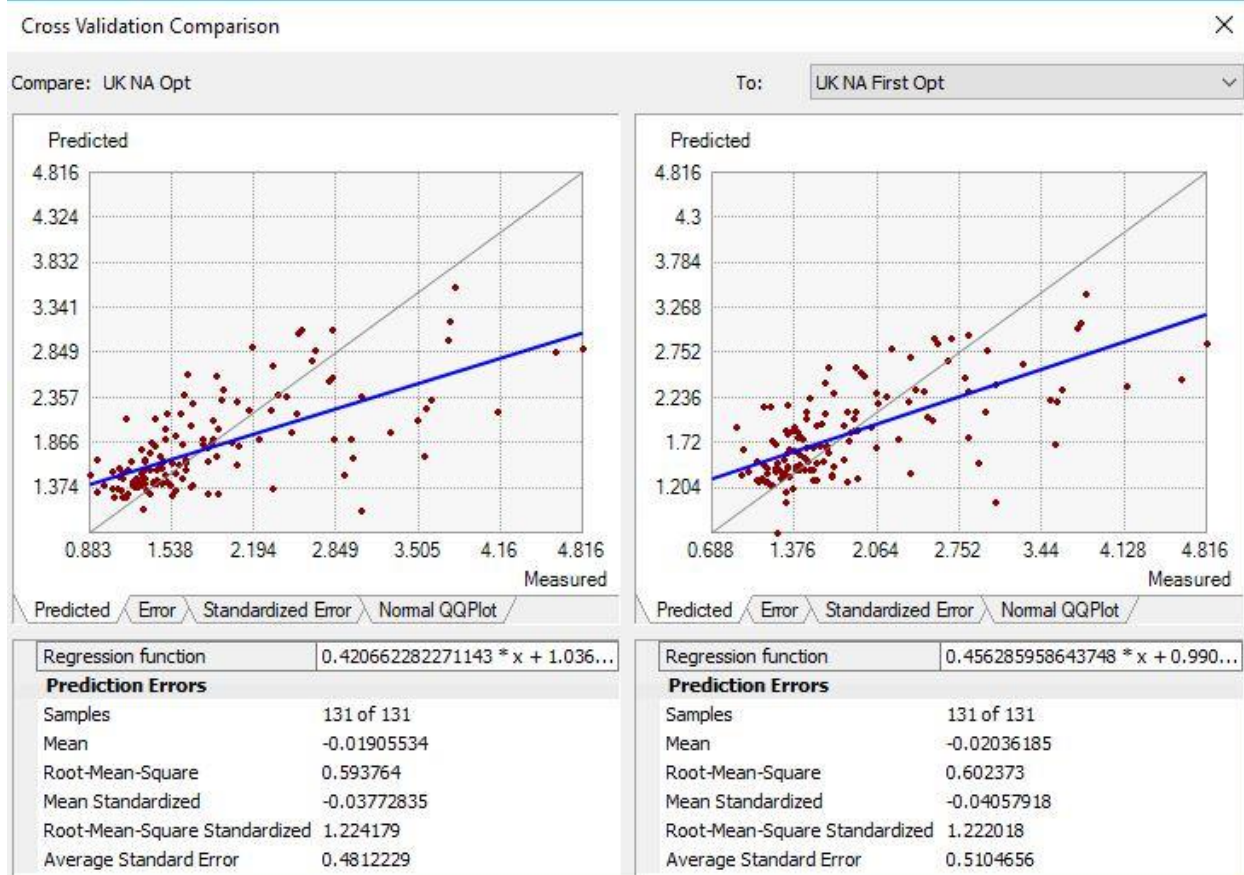 Cross Validation Comparison
Compare: UK NA Opt
To: UK NA First Opt
Predicted
4.816
4.324
3.832
3.341
2.849
2.357
1.866
1.374
0.883 1.538 2.194 2.849 3.505 4.16 4.816
Measured
Predicted Error Standardized Error Normal QQPlot
Regression function 0.420662282271143 * x + 1.036...
Prediction Errors
Samples 131 of 131
Mean -0.01905534
Root-Mean-Square 0.593764
Mean Standardized -0.03772835
Root-Mean-Square Standardized 1.224179
Average Standard Error 0.4812229
Predicted
4.816
4.3
3.784
3.268
2.752
2.236
1.72
1.204
0.688 1.376 2.064 2.752 3.44 4.128 4.816
Measured
Predicted Error Standardized Error Normal QQPlot
Regression function 0.456285958643748 * x + 0.990...
Prediction Errors
Samples 131 of 131
Mean -0.02036185
Root-Mean-Square 0.602373
Mean Standardized -0.04057918
Root-Mean-Square Standardized 1.222018
Average Standard Error 0.5104656